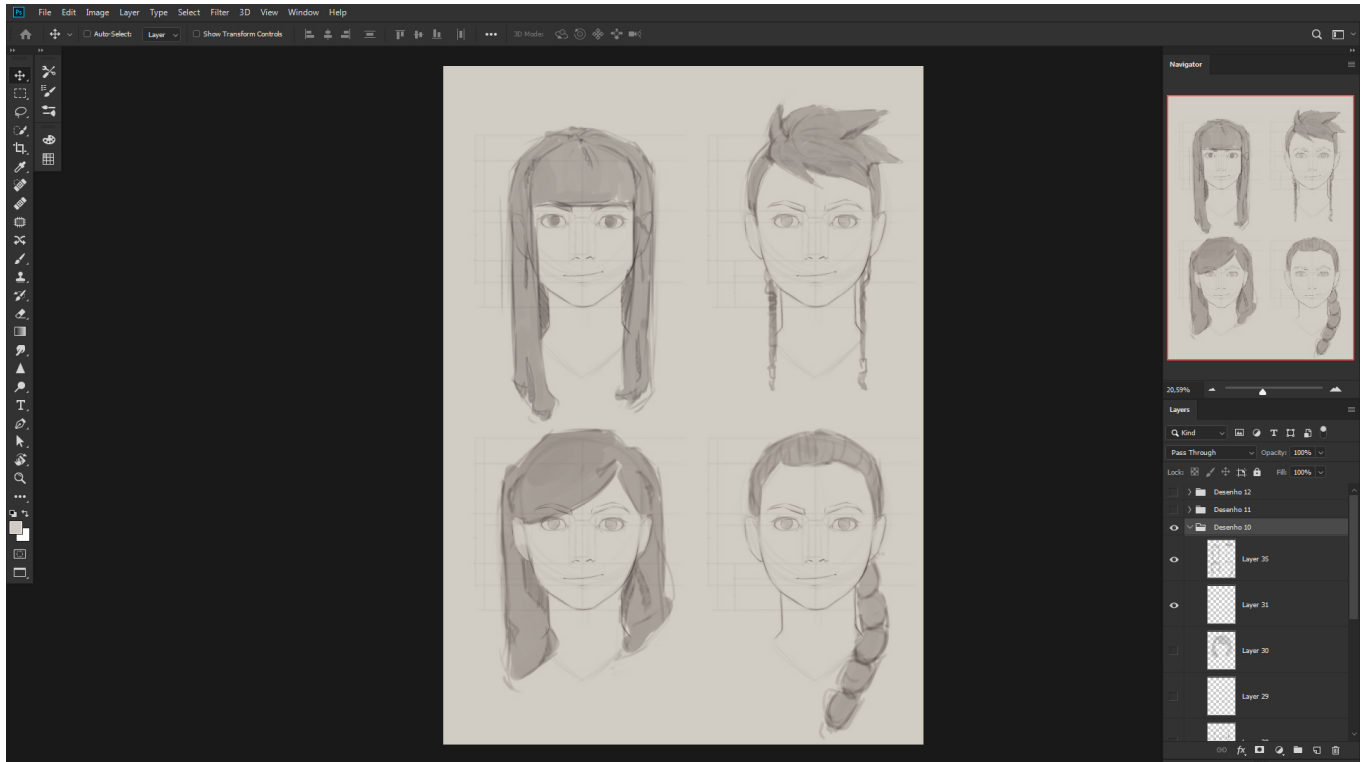 Ps File Edit Image Layer Type Select Filter 3D View Window Help
Auto-Select: Layer Show Transform Controls 3D Mode:
Navigator
20,59%
Layers
Kind
Pass Through Opacity: 100%
Lock: Fill: 100%
Desenho 12
Desenho 11
Desenho 10
Layer 35
Layer 31
Layer 30
Layer 29